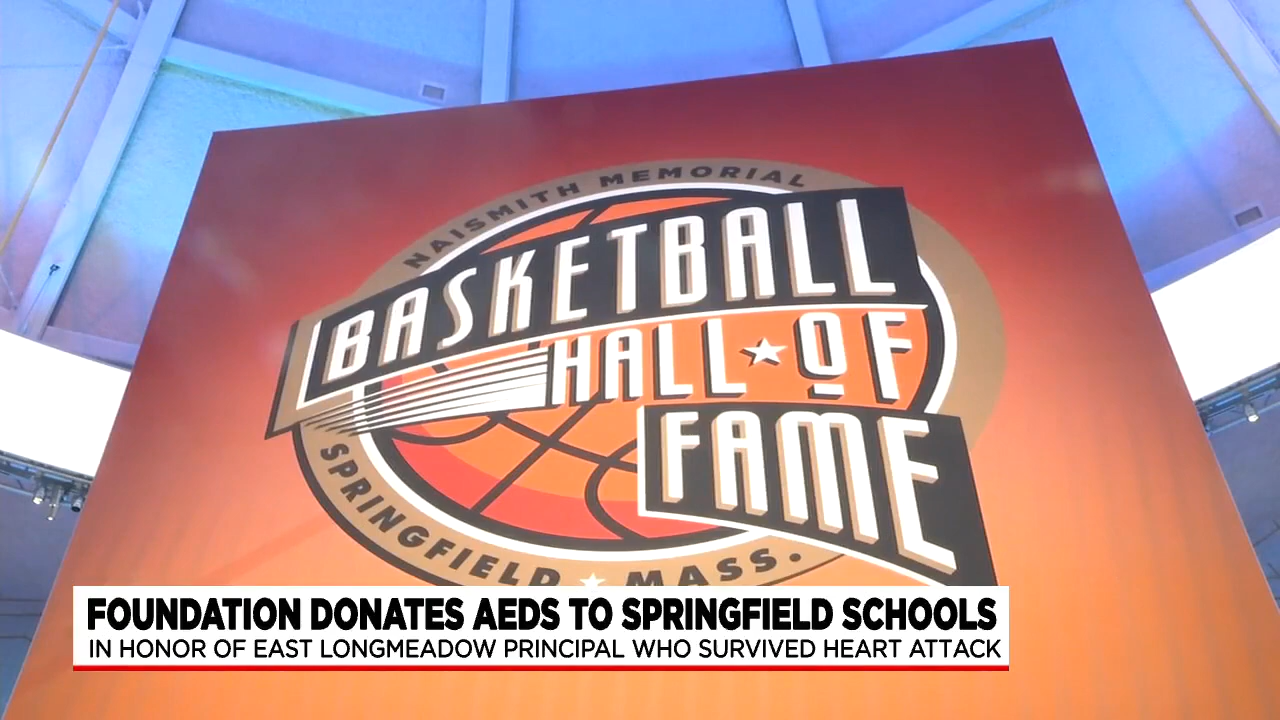 NAISMITH MEMORIAL
BASKETBALL
HALL★OF
FAME
SPRINGFIELD ★ MASS.
FOUNDATION DONATES AEDS TO SPRINGFIELD SCHOOLS
IN HONOR OF EAST LONGMEADOW PRINCIPAL WHO SURVIVED HEART ATTACK